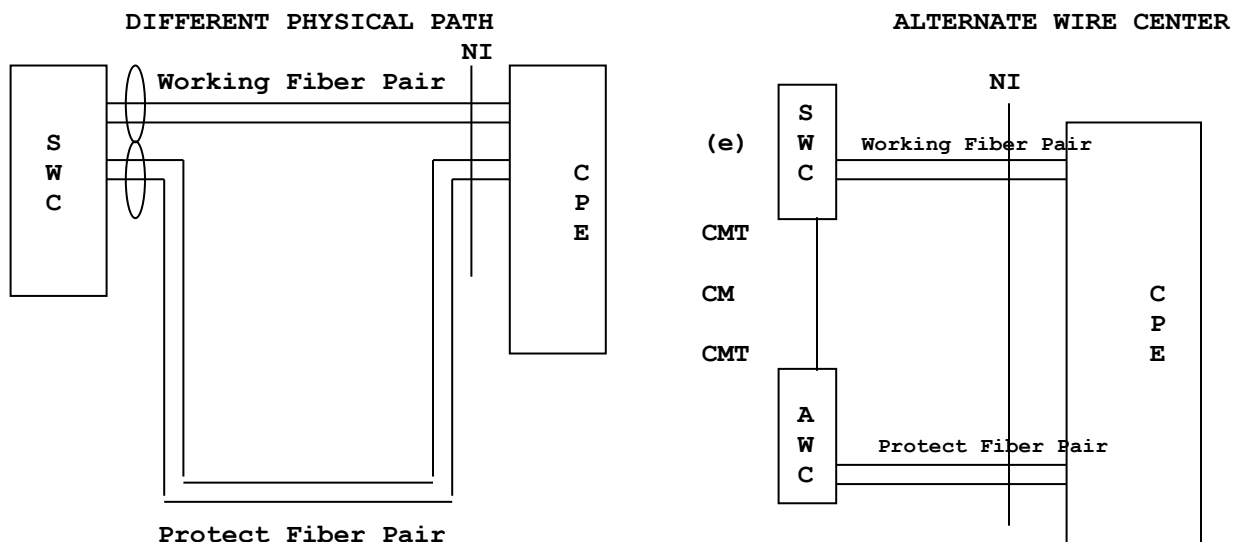 DIFFERENT PHYSICAL PATH
NI
Working Fiber Pair
S
W
C
C
P
E
Protect Fiber Pair
ALTERNATE WIRE CENTER
NI
(e)
S
W
C
Working Fiber Pair
CMT
CM
CMT
C
P
E
A
W
C
Protect Fiber Pair